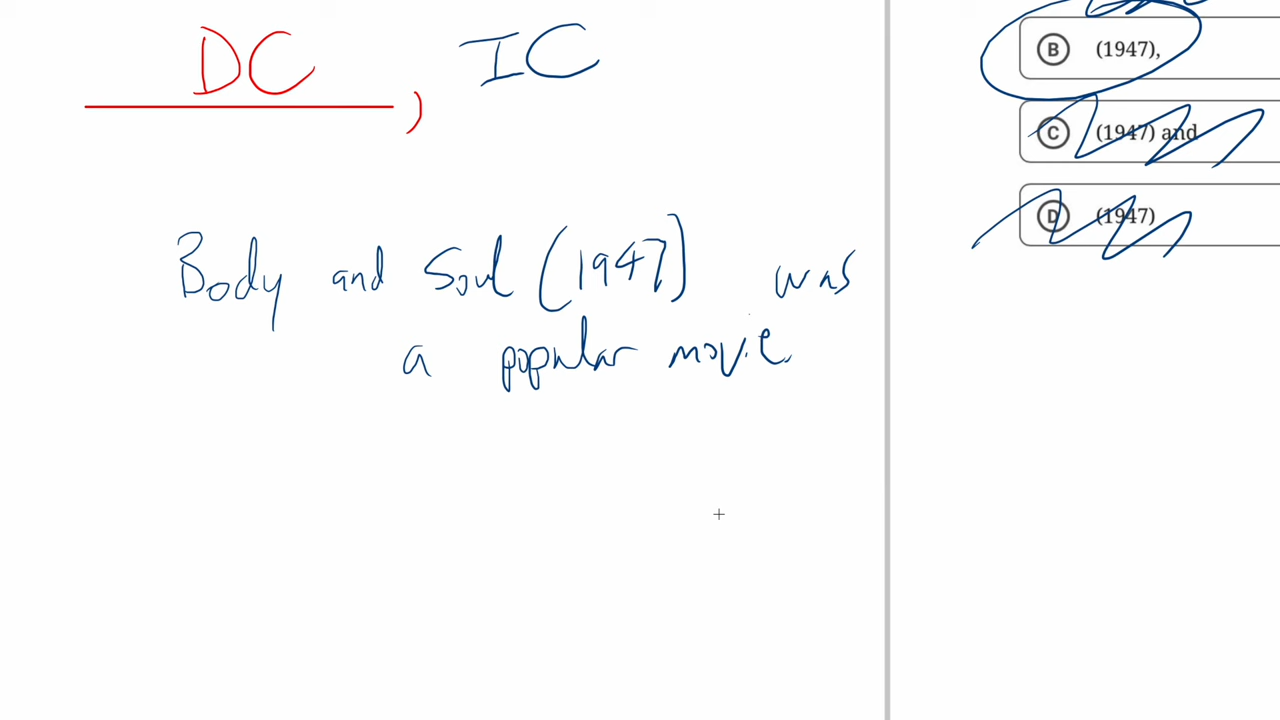 DC, IC
Body and Soul (1947) was
a popular movie
B (1947),
C (1947) and
D (1947)